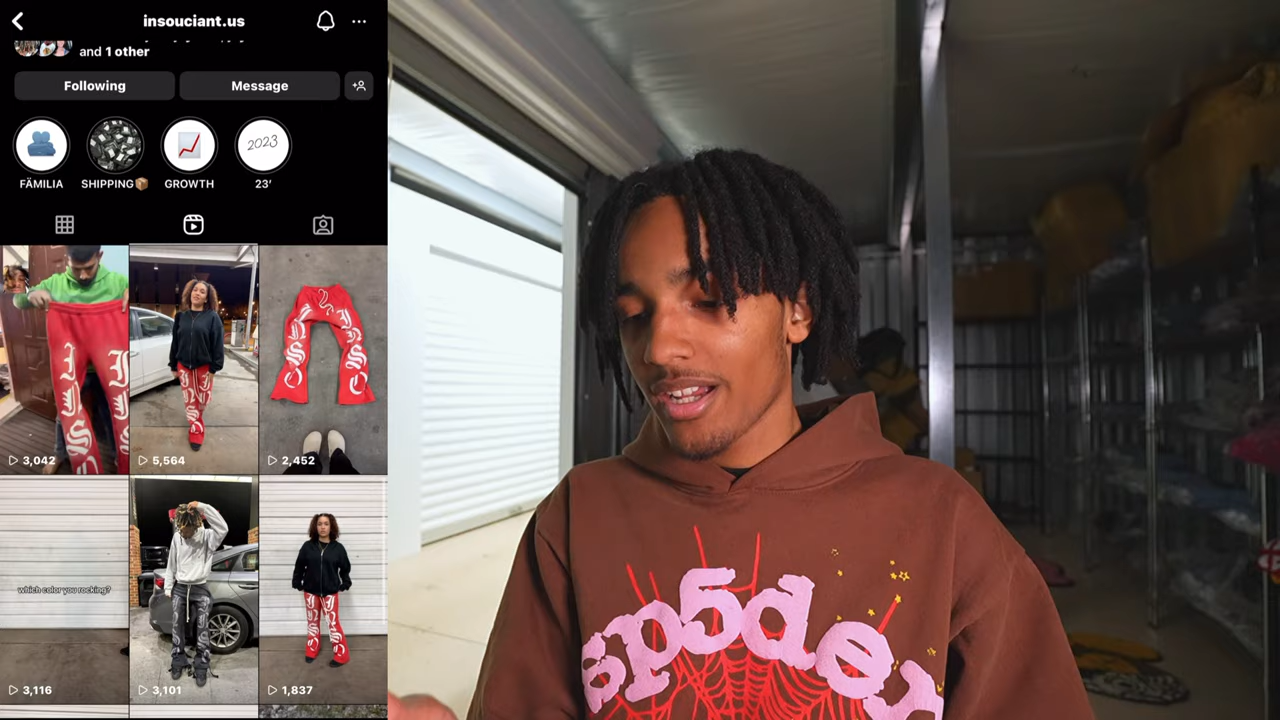 insouciant.us
and 1 other
Following
Message
FÄMILIA
SHIPPING📦
GROWTH
2023
23'
3,042
5,564
2,452
which color you rocking?
3,116
3,101
1,837
sp5der